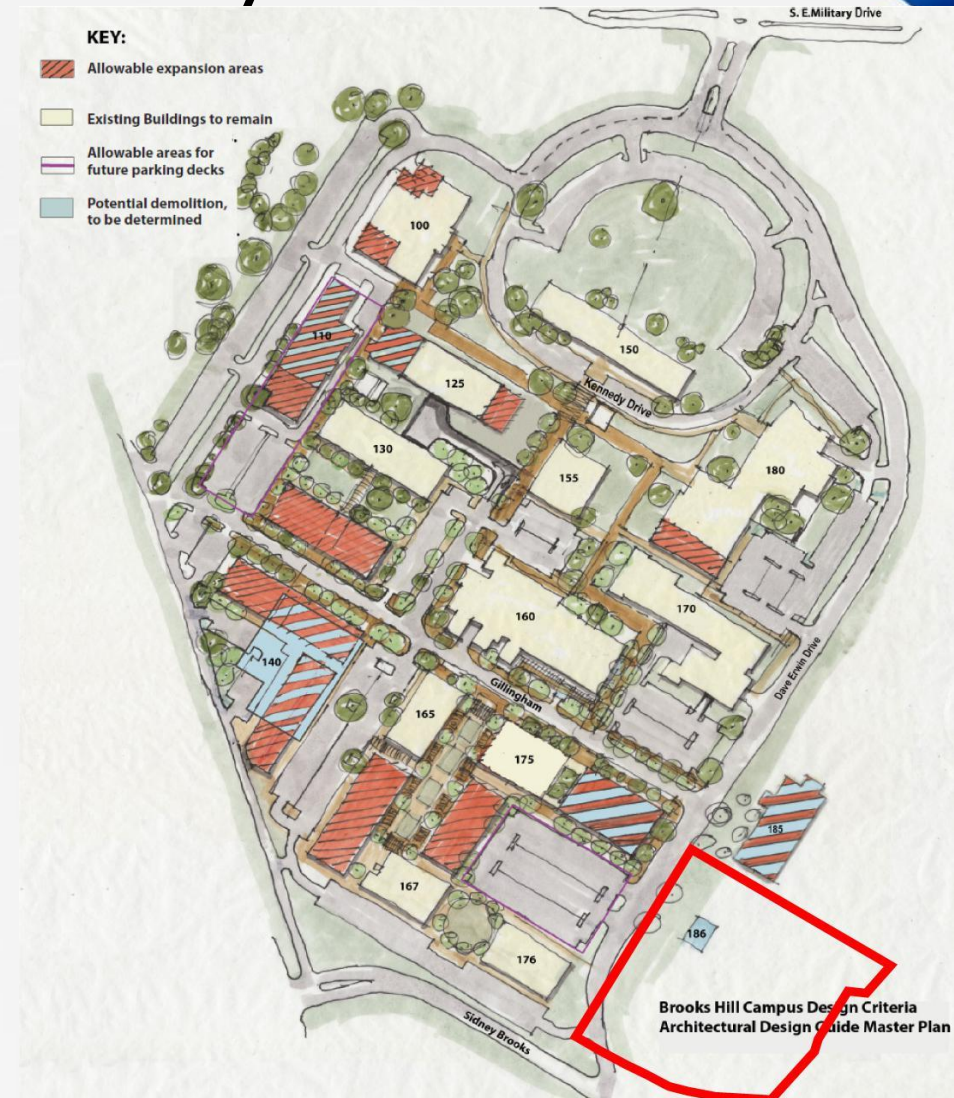 S. E.Military Drive
KEY:
Allowable expansion areas
Existing Buildings to remain
Allowable areas for
future parking decks
Potential demolition,
to be determined
100
110
150
125
Kennedy Drive
130
155
180
160
170
140
Dave Erwin Drive
Gillingham
165
175
185
167
186
176
Brooks Hill Campus Design Criteria
Architectural Design Guide Master Plan
Sidney Brooks